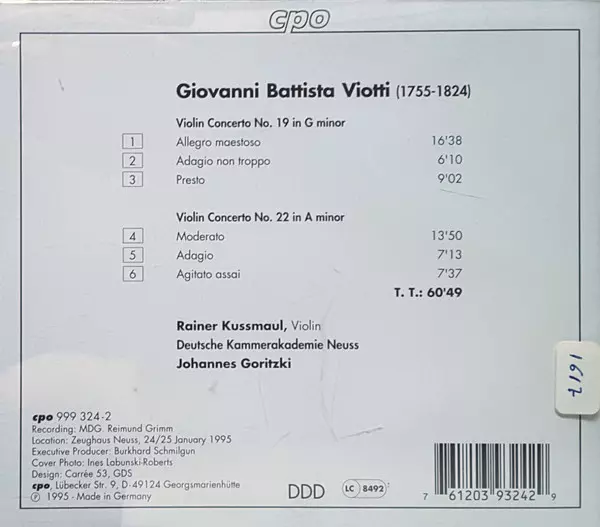 cpo
Giovanni Battista Viotti (1755-1824)
Violin Concerto No. 19 in G minor
1 Allegro maestoso 16'38
2 Adagio non troppo 6'10
3 Presto 9'02
Violin Concerto No. 22 in A minor
4 Moderato 13'50
5 Adagio 7'13
6 Agitato assai 7'37
T. T.: 60'49
Rainer Kussmaul, Violin
Deutsche Kammerakademie Neuss
Johannes Goritzki
1617
cpo 999 324-2
Recording: MDG. Reimund Grimm
Location: Zeughaus Neuss, 24/25 January 1995
Executive Producer: Burkhard Schmilgun
Cover Photo: Ines Labunski-Roberts
Design: Carrée 53, GDS
cpo, Lübecker Str. 9, D-49124 Georgsmarienhütte
℗ 1995 - Made in Germany
DDD
LC 8492
7 61203 93242 9